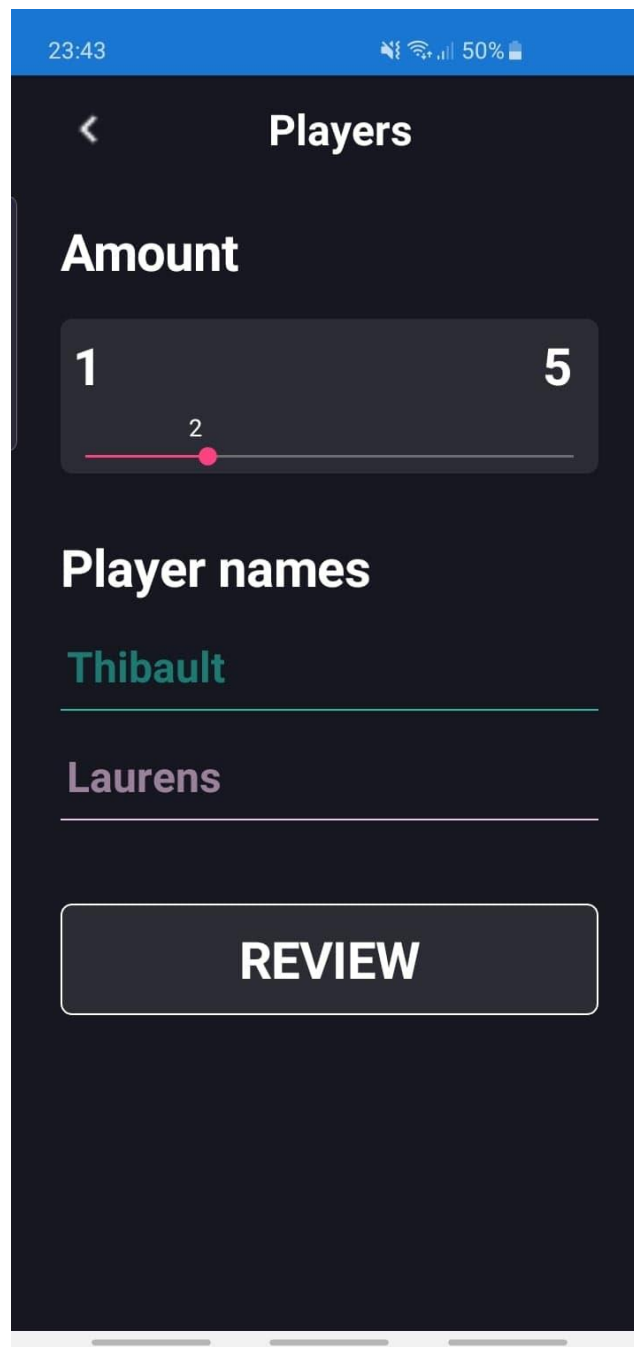 23:43 50%
Players
Amount
1 5
2
Player names
Thibault
Laurens
REVIEW